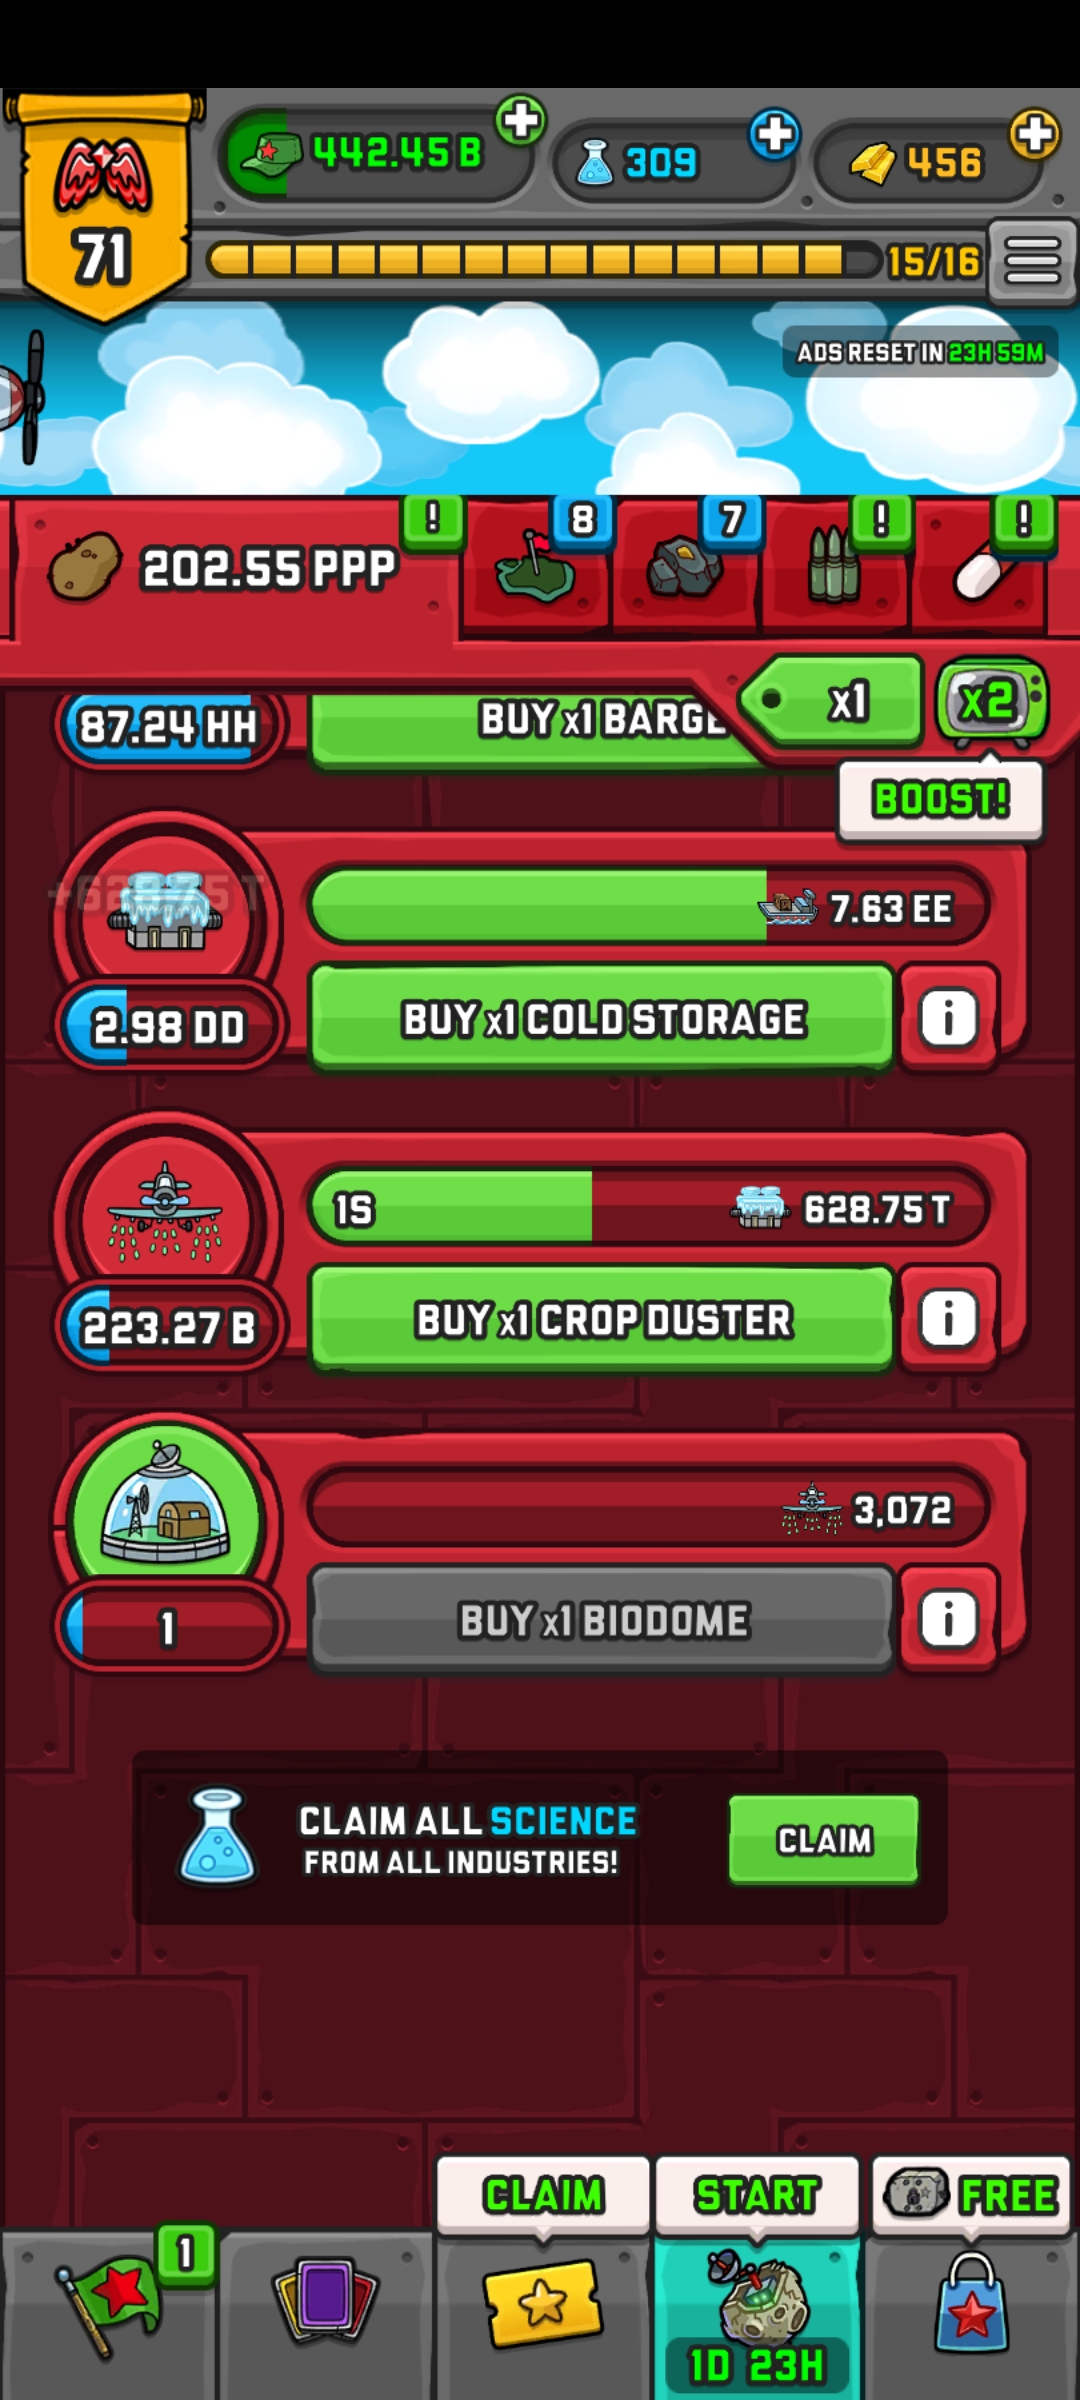 442.45 B
309
456
71
15/16
ADS RESET IN 23H 59M
!
8
7
!
!
202.55 PPP
x1
x2
87.24 HH
BUY x1 BARGE
BOOST!
+628.75 T
7.63 EE
2.98 DD
BUY x1 COLD STORAGE
i
1S
628.75 T
223.27 B
BUY x1 CROP DUSTER
i
3,072
1
BUY x1 BIODOME
i
CLAIM ALL SCIENCE
FROM ALL INDUSTRIES!
CLAIM
CLAIM
START
FREE
1
1D 23H